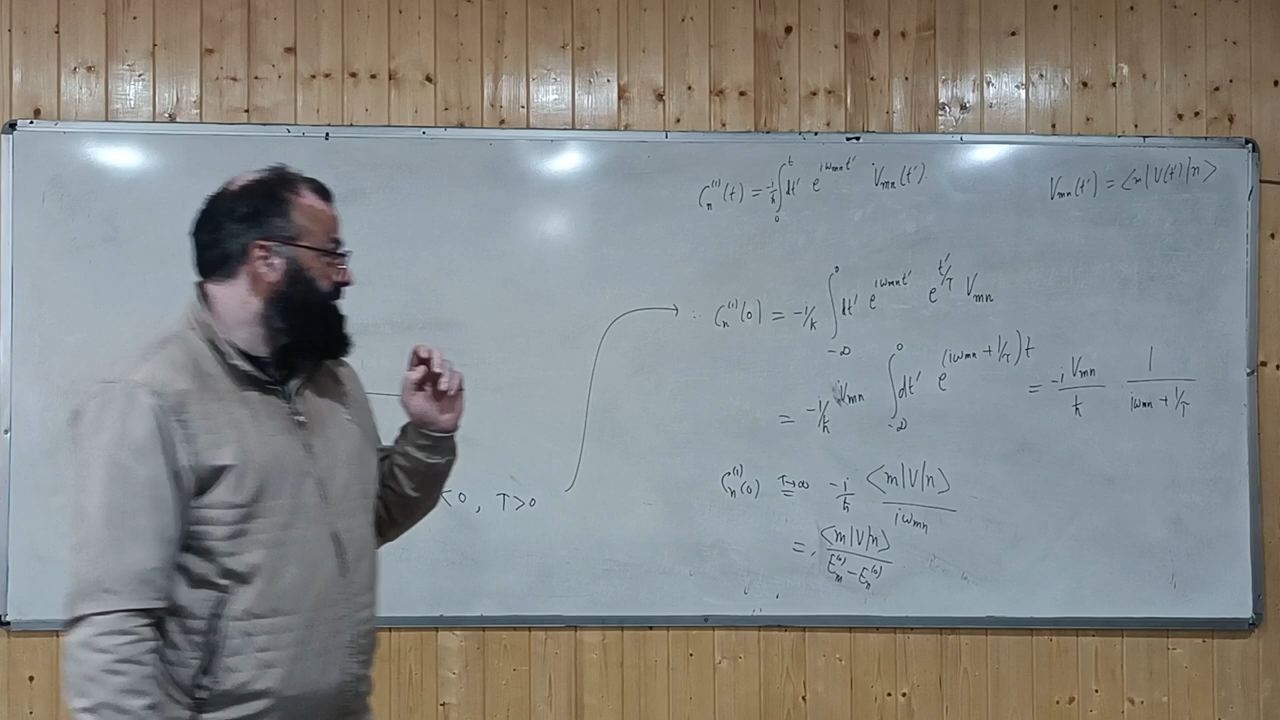 C_n^{(1)}(t) = -i/ħ ∫_0^t dt' e^{iω_{mn}t'} V_{mn}(t')    V_{mn}(t') = ⟨m|V(t')|n⟩
∴ C_n^{(1)}(0) = -i/ħ ∫_{-∞}^0 dt' e^{iω_{mn}t'} e^{t'/τ} V_{mn}
= -i/ħ V_{mn} ∫_{-∞}^0 dt' e^{(iω_{mn} + 1/τ)t} = -i V_{mn}/ħ 1/(iω_{mn} + 1/τ)
C_n^{(1)}(0) =^{τ→∞} -i/ħ ⟨m|V|n⟩/iω_{mn}
<0, τ>0
= ⟨m|V|n⟩/E_m^{(0)} - E_n^{(0)}